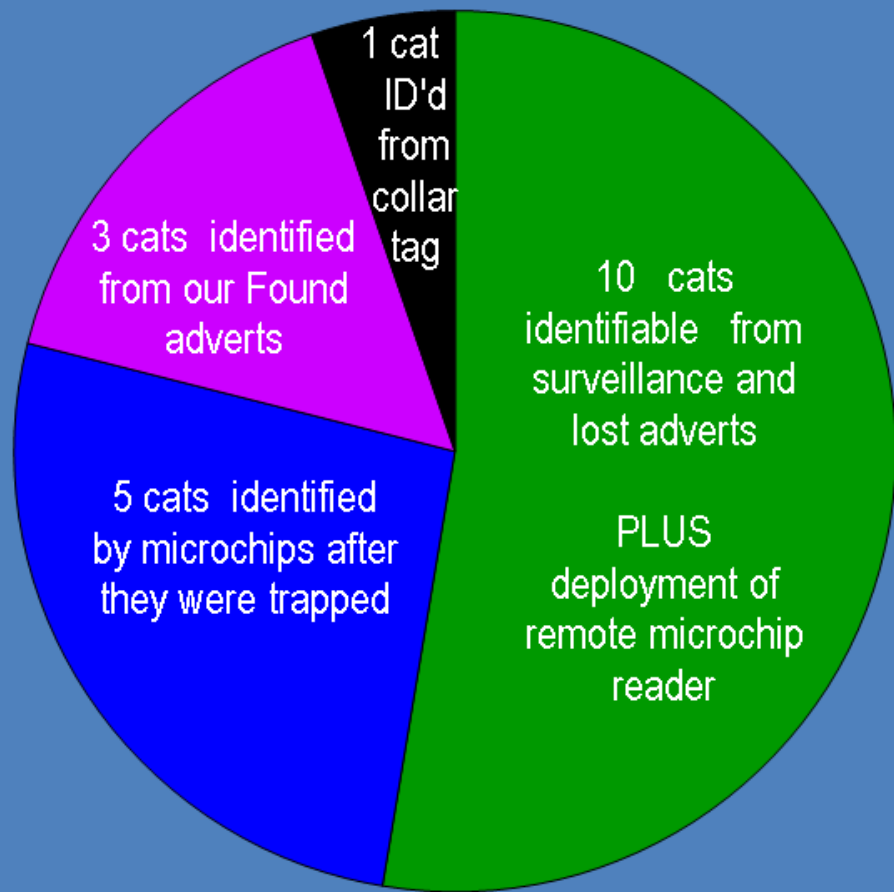 1 cat
ID'd
from
collar
tag
3 cats identified
from our Found
adverts
10 cats
identifiable from
surveillance and
lost adverts
PLUS
deployment of
remote microchip
reader
5 cats identified
by microchips after
they were trapped